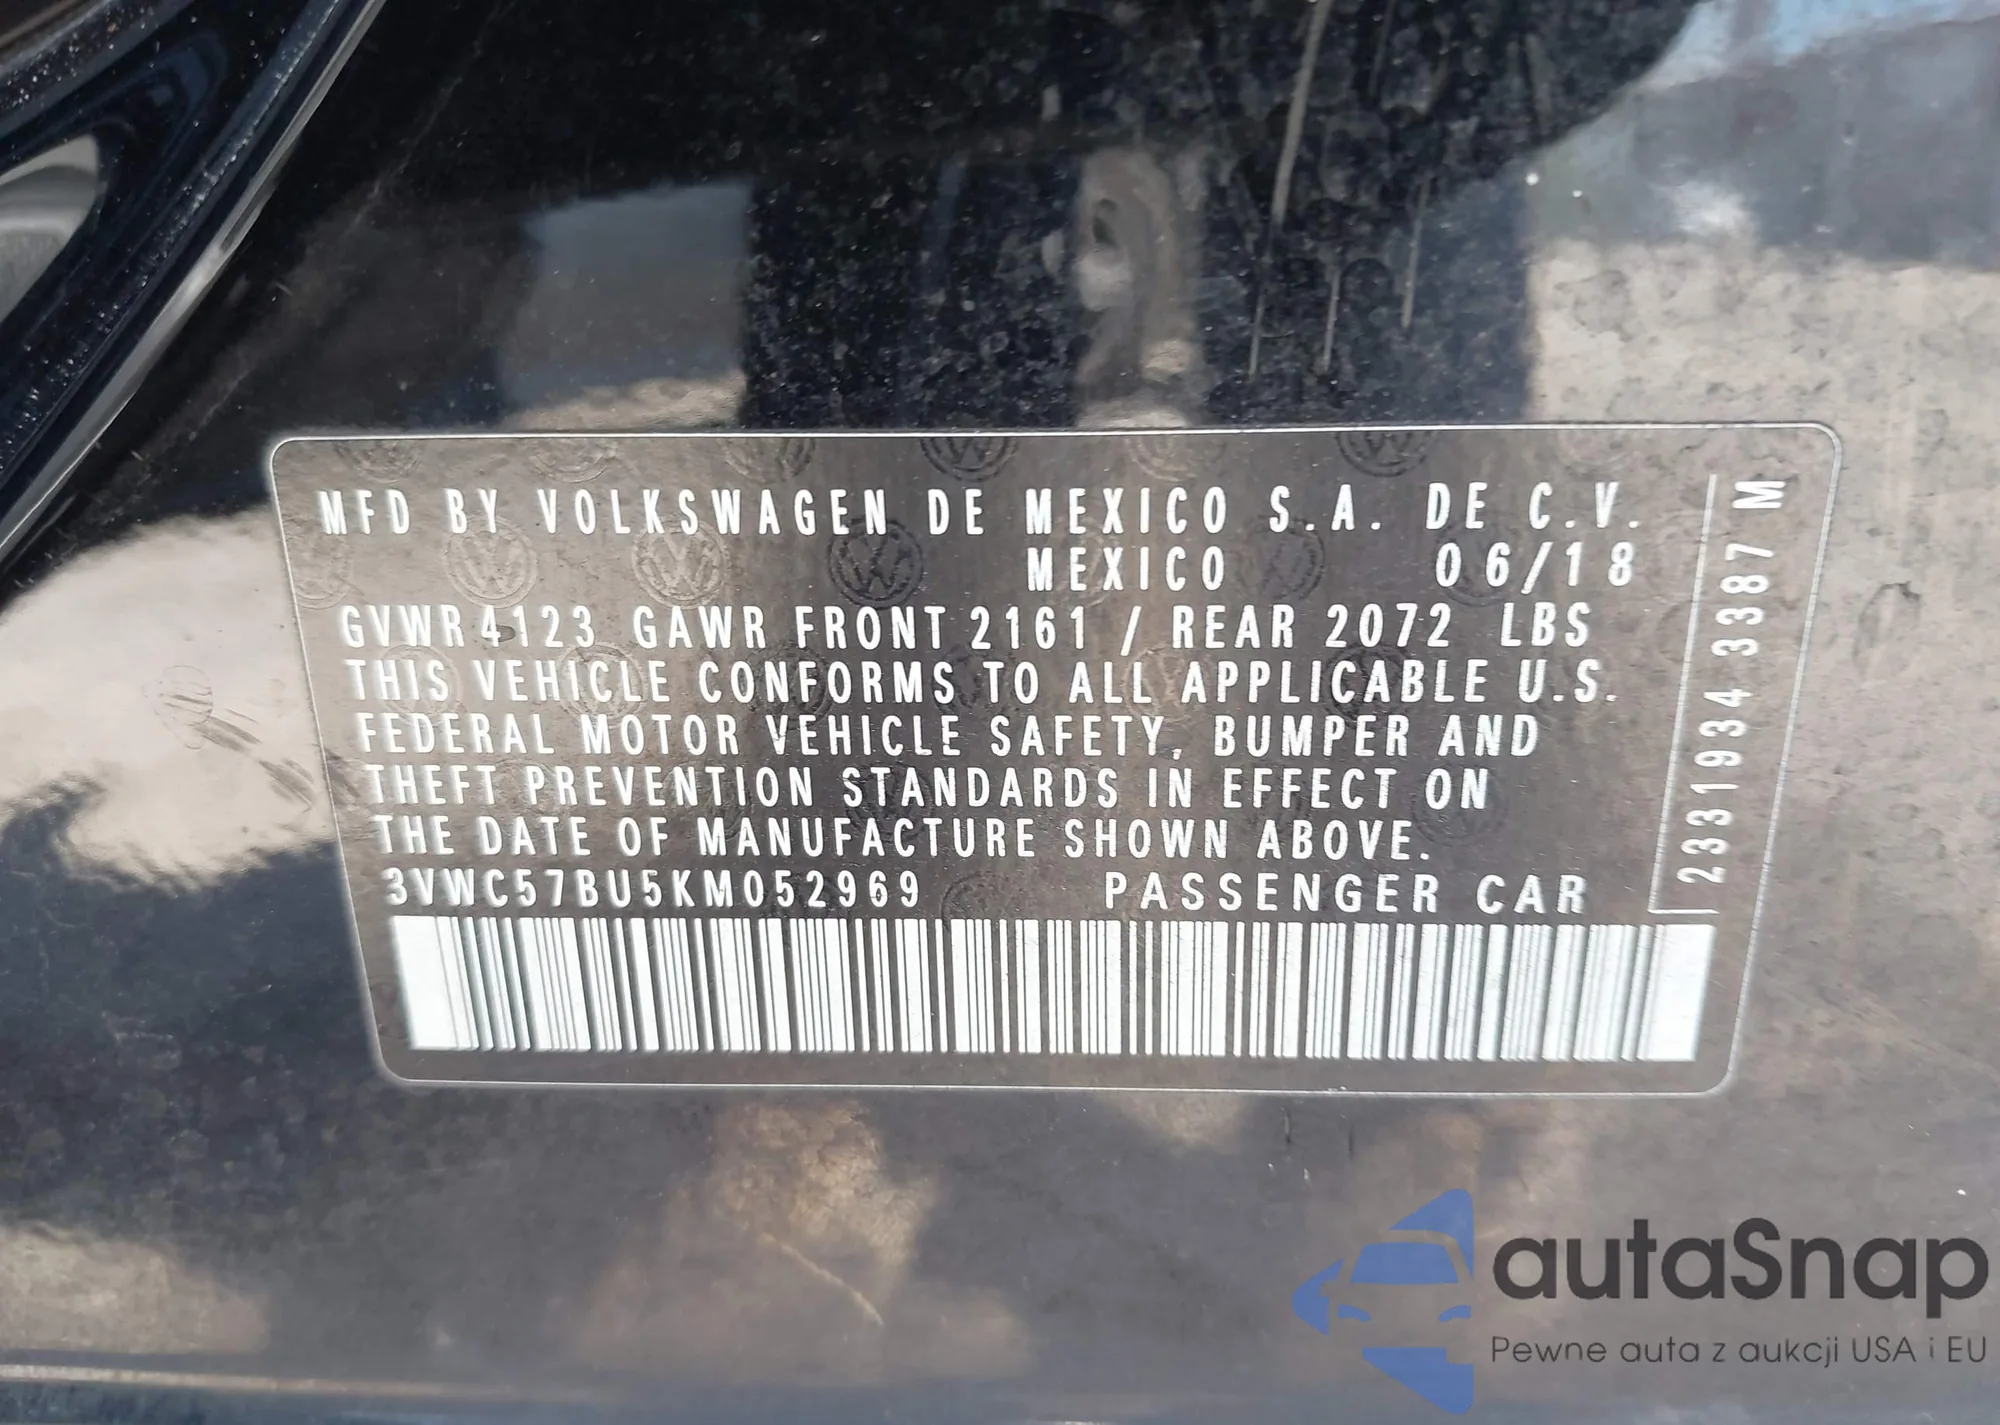 MFD BY VOLKSWAGEN DE MEXICO S.A. DE C.V.
MEXICO 06/18
GVWR 4123 GAWR FRONT 2161 / REAR 2072 LBS
THIS VEHICLE CONFORMS TO ALL APPLICABLE U.S.
FEDERAL MOTOR VEHICLE SAFETY, BUMPER AND
THEFT PREVENTION STANDARDS IN EFFECT ON
THE DATE OF MANUFACTURE SHOWN ABOVE.
3VWC57BU5KM052969 PASSENGER CAR
2331934 3387 M
autaSnap
Pewne auta z aukcji USA i EU